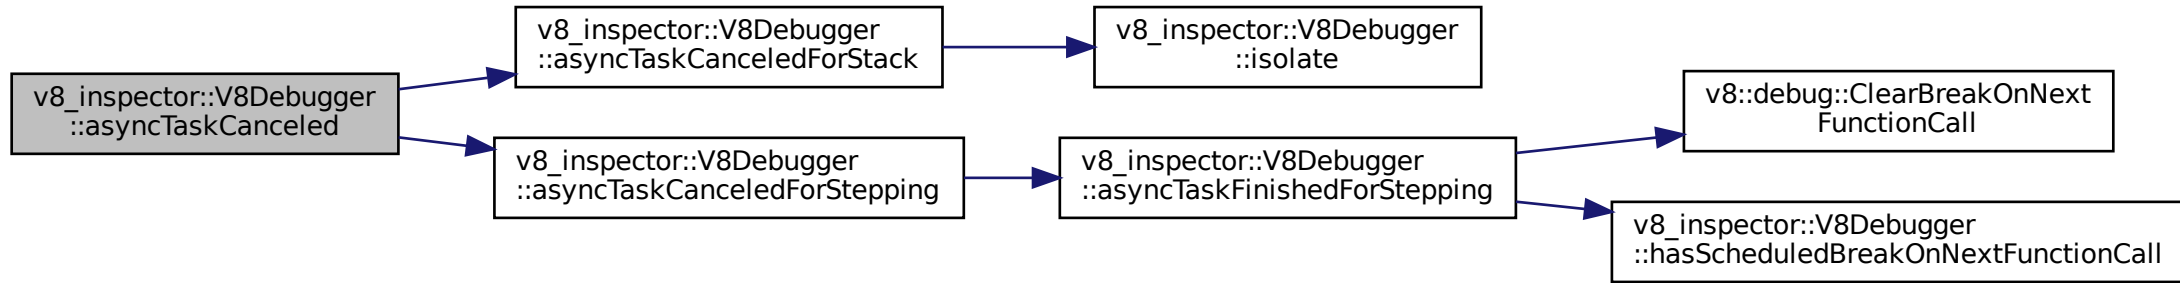 v8_inspector::V8Debugger
::asyncTaskCanceled
v8_inspector::V8Debugger
::asyncTaskCanceledForStack
v8_inspector::V8Debugger
::isolate
v8_inspector::V8Debugger
::asyncTaskCanceledForStepping
v8_inspector::V8Debugger
::asyncTaskFinishedForStepping
v8::debug::ClearBreakOnNext
FunctionCall
v8_inspector::V8Debugger
::hasScheduledBreakOnNextFunctionCall